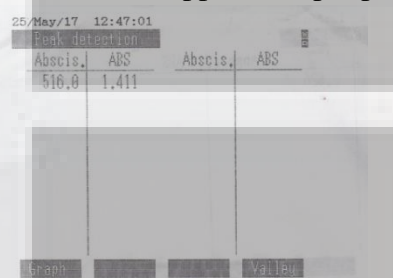 25/May/17 12:47:01
Peak detection
Abscis. ABS Abscis. ABS
516.0 1.411
Graph Valley